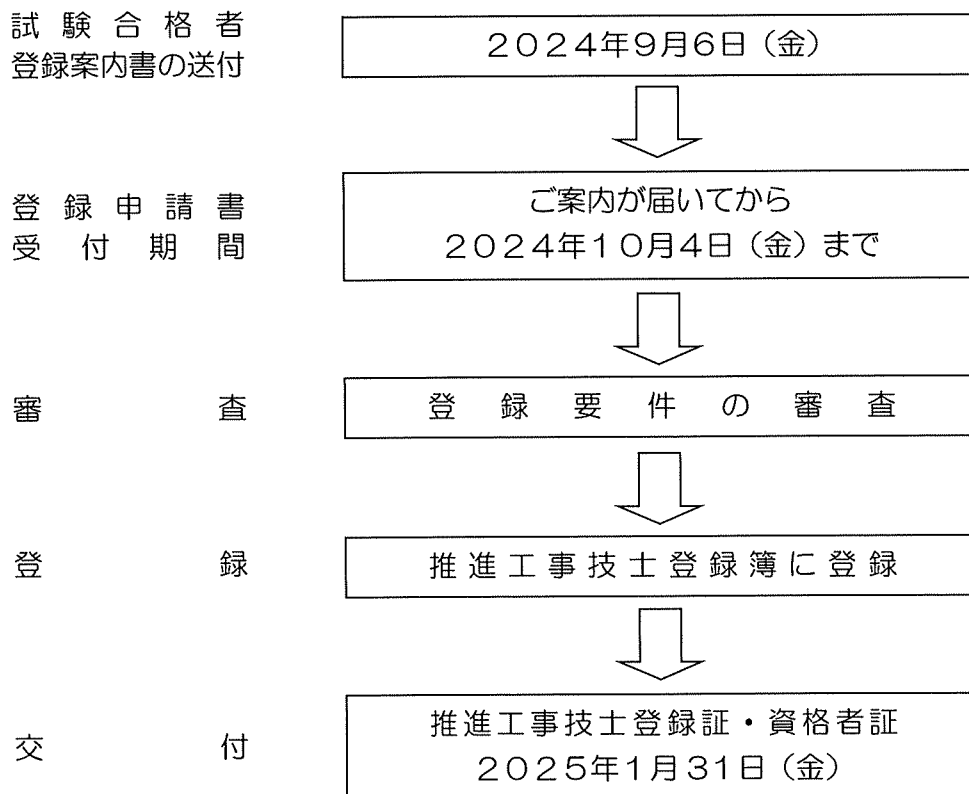 試験合格者
登録案内書の送付
２０２４年９月６日（金）
登録申請書
受付期間
ご案内が届いてから
２０２４年１０月４日（金）まで
審査
登録要件の審査
登録
推進工事技士登録簿に登録
交付
推進工事技士登録証・資格者証
２０２５年１月３１日（金）